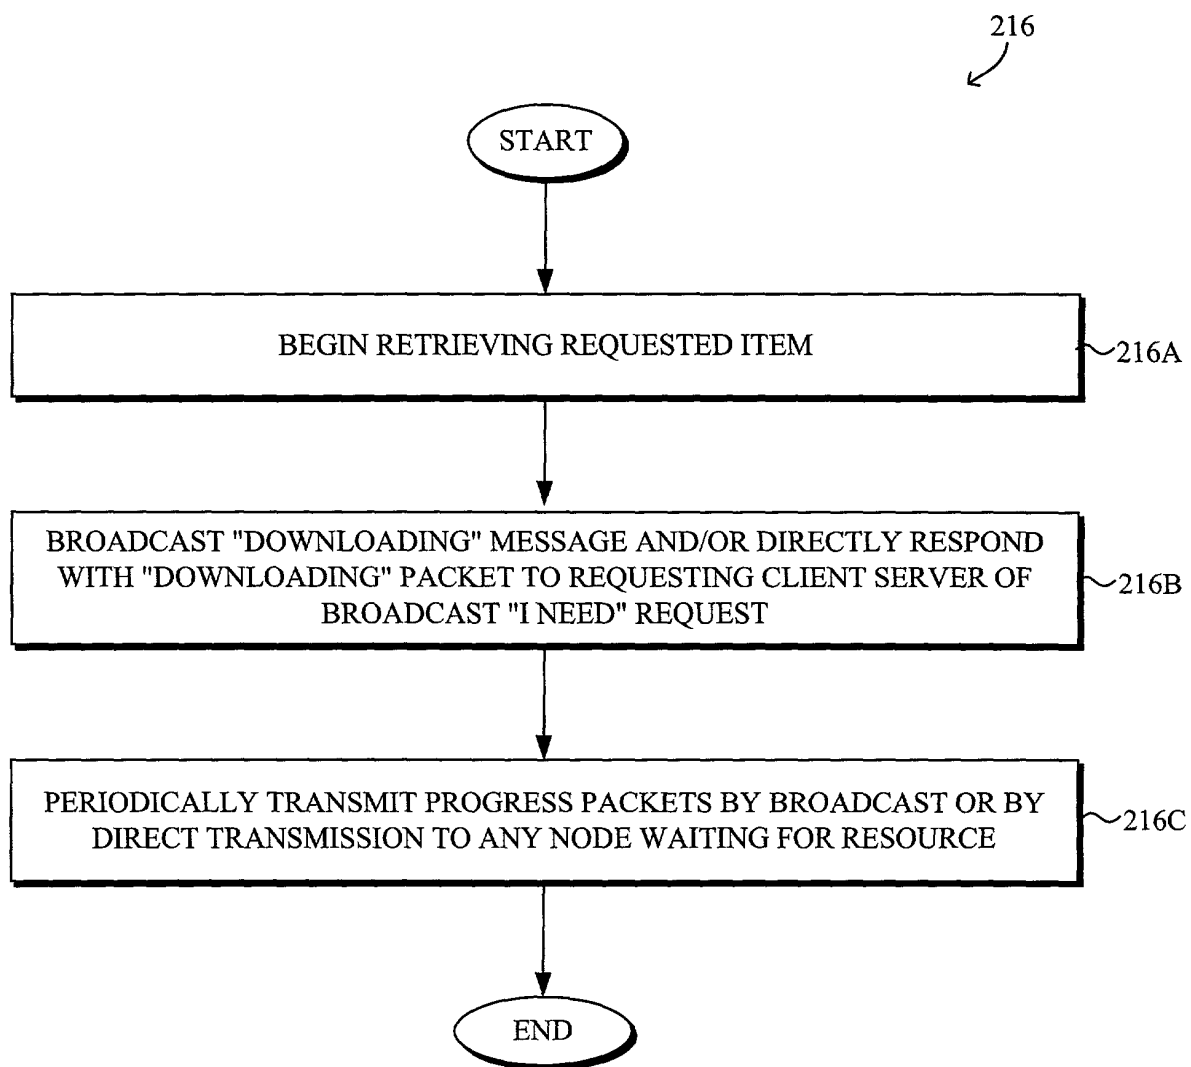 216
START
BEGIN RETRIEVING REQUESTED ITEM
216A
BROADCAST "DOWNLOADING" MESSAGE AND/OR DIRECTLY RESPOND
WITH "DOWNLOADING" PACKET TO REQUESTING CLIENT SERVER OF
BROADCAST "I NEED" REQUEST
216B
PERIODICALLY TRANSMIT PROGRESS PACKETS BY BROADCAST OR BY
DIRECT TRANSMISSION TO ANY NODE WAITING FOR RESOURCE
216C
END